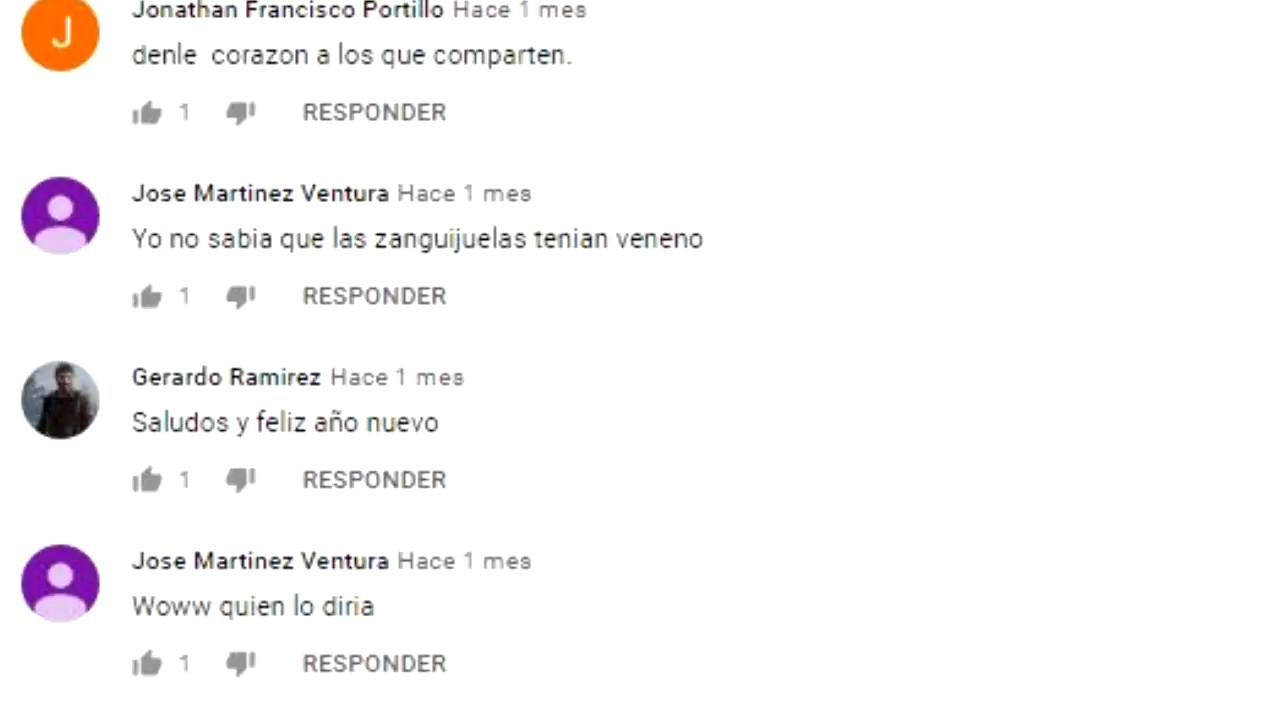 Jonathan Francisco Portillo Hace 1 mes
denle corazon a los que comparten.
1 RESPONDER
Jose Martinez Ventura Hace 1 mes
Yo no sabia que las zanguijuelas tenian veneno
1 RESPONDER
Gerardo Ramirez Hace 1 mes
Saludos y feliz año nuevo
1 RESPONDER
Jose Martinez Ventura Hace 1 mes
Woww quien lo diria
1 RESPONDER